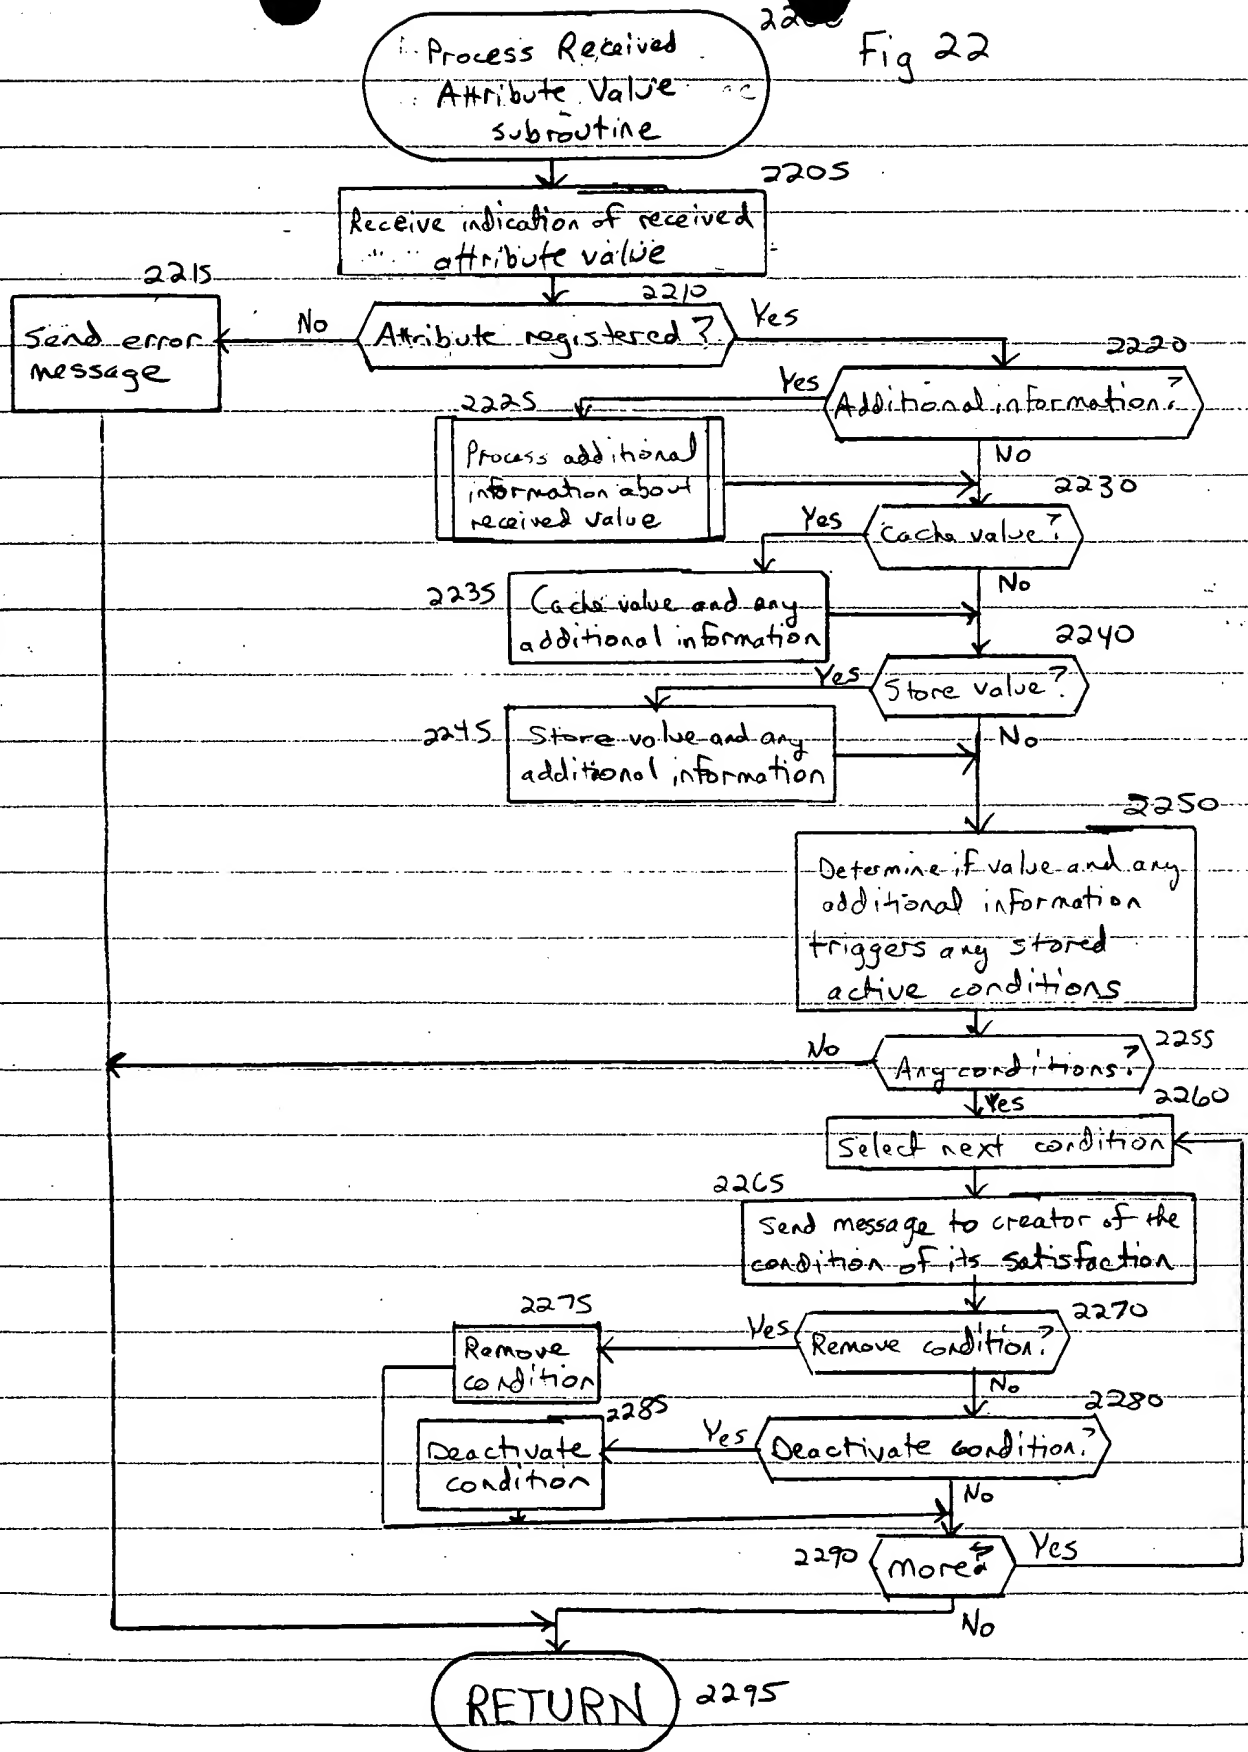 Fig 22
Process Received
Attribute Value
subroutine
2205
Receive indication of received
attribute value
2210
Attribute registered?
No
Yes
2215
Send error
message
2220
Additional information?
Yes
No
2225
Process additional
information about
received value
2230
Cache value?
Yes
No
2235
Cache value and any
additional information
2240
Store value?
Yes
No
2245
Store value and any
additional information
2250
Determine if value and any
additional information
triggers any stored
active conditions
2255
Any conditions?
No
Yes
2260
Select next condition
2265
Send message to creator of the
condition of its satisfaction
2270
Remove condition?
Yes
No
2275
Remove
condition
2280
Deactivate condition?
Yes
No
2285
Deactivate
condition
2290
More?
Yes
No
RETURN
2295